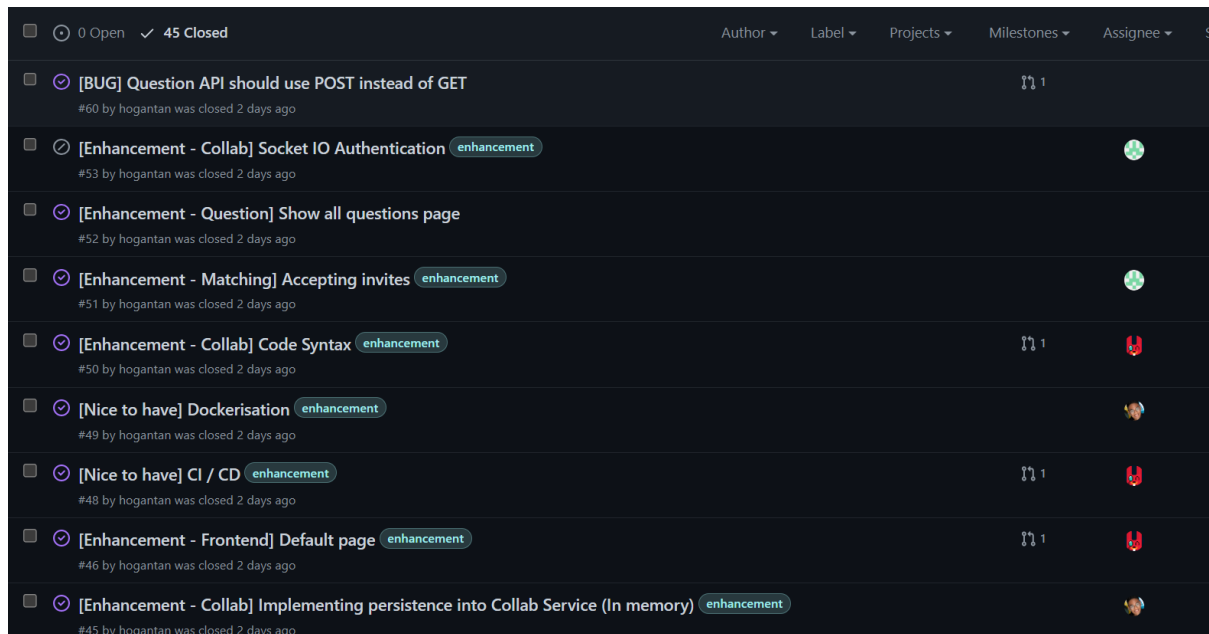 0 Open 45 Closed Author Label Projects Milestones Assignee
[BUG] Question API should use POST instead of GET 1
#60 by hogantan was closed 2 days ago
[Enhancement - Collab] Socket IO Authentication enhancement
#53 by hogantan was closed 2 days ago
[Enhancement - Question] Show all questions page
#52 by hogantan was closed 2 days ago
[Enhancement - Matching] Accepting invites enhancement
#51 by hogantan was closed 2 days ago
[Enhancement - Collab] Code Syntax enhancement 1
#50 by hogantan was closed 2 days ago
[Nice to have] Dockerisation enhancement
#49 by hogantan was closed 2 days ago
[Nice to have] CI / CD enhancement 1
#48 by hogantan was closed 2 days ago
[Enhancement - Frontend] Default page enhancement 1
#46 by hogantan was closed 2 days ago
[Enhancement - Collab] Implementing persistence into Collab Service (In memory) enhancement
#45 by hogantan was closed 2 days ago